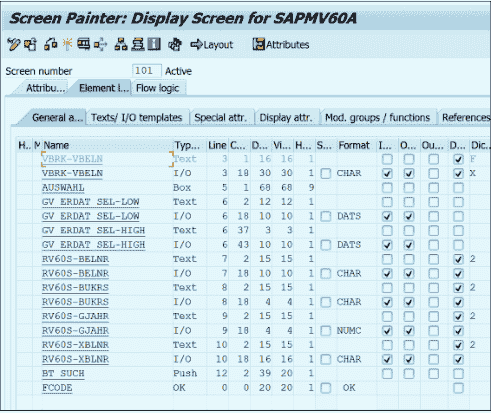 Screen Painter: Display Screen for SAPMV60A
Layout Attributes
Screen number 101 Active
Attribu... Element l... Flow logic
General a... Texts/ I/O templates Special attr. Display attr. Mod. groups / functions References
H.. M Name Typ... Line C... D... Vi... H... S... Format I... O... Ou... D... Dic...
VBRK-VBELN Text 3 1 16 16 1 F
VBRK-VBELN I/O 3 18 30 30 1 CHAR X
AUSWAHL Box 5 1 68 68 9
GV_ERDAT_SEL-LOW Text 6 2 12 12 1
GV_ERDAT_SEL-LOW I/O 6 18 10 10 1 DATS
GV_ERDAT_SEL-HIGH Text 6 37 3 3 1
GV_ERDAT_SEL-HIGH I/O 6 43 10 10 1 DATS
RV60S-BELNR Text 7 2 15 15 1 2
RV60S-BELNR I/O 7 18 10 10 1 CHAR
RV60S-BUKRS Text 8 2 15 15 1 2
RV60S-BUKRS I/O 8 18 4 4 1 CHAR
RV60S-GJAHR Text 9 2 15 15 1 2
RV60S-GJAHR I/O 9 18 4 4 1 NUMC
RV60S-XBLNR Text 10 2 15 15 1 2
RV60S-XBLNR I/O 10 18 16 16 1 CHAR
BT_SUCH Push 12 2 39 20 1
FCODE OK 0 0 20 20 1 OK